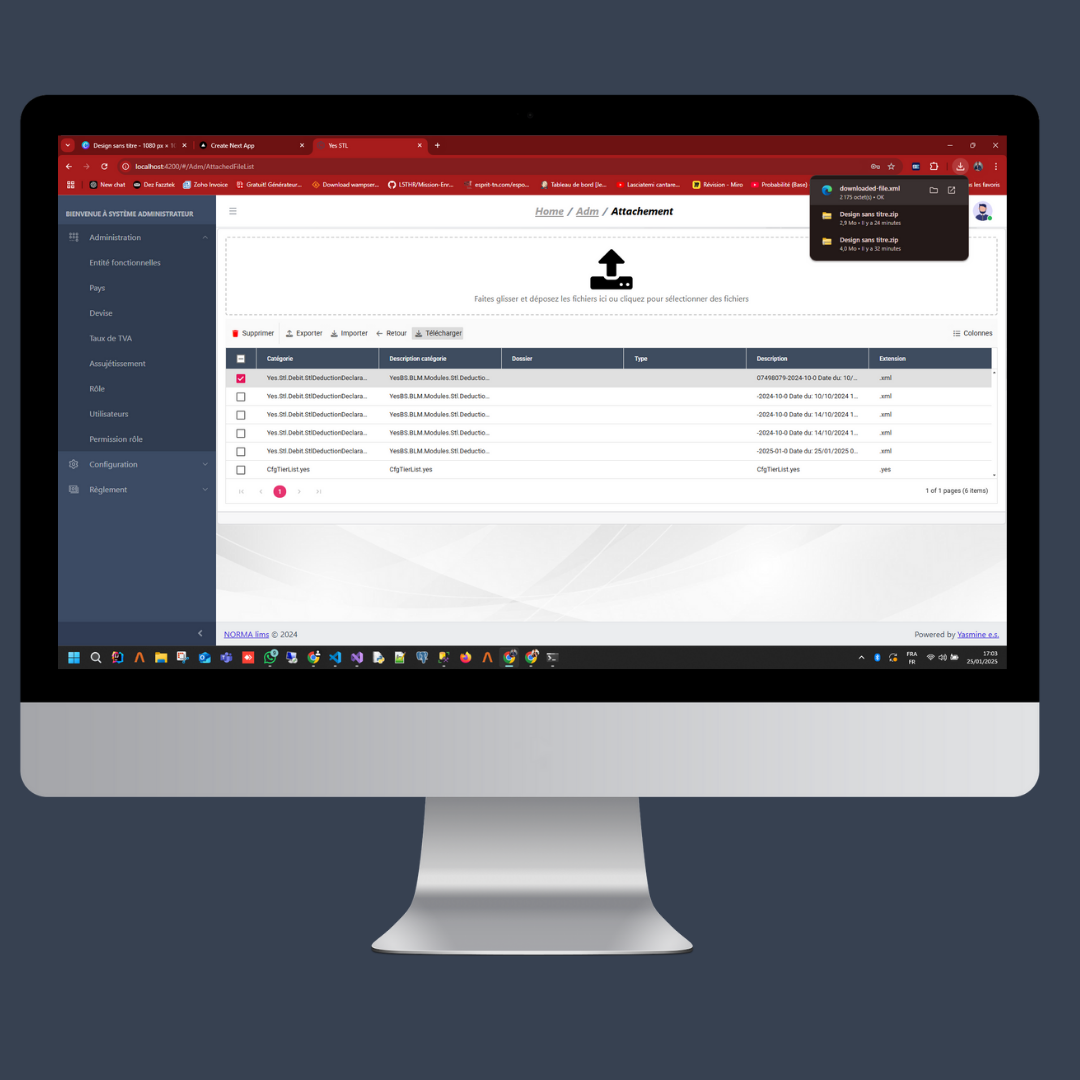 Design sans titre - 1080 px × 1
Create Next App
Yes STL
localhost:4200/#/Adm/AttachedFileList
New chat
Dez Facztek
Zoho Invoice
Gratuit! Générateur...
Download wampser...
LSTHR/Mission-Enr...
esprit-tn.com/espo...
Tableau de bord [le...
Lasciatemi cantare...
Révision - Miro
Probabilité (Base)
les favoris
downloaded-file.xml
2 175 octet(s) • OK
Design sans titre.zip
2,9 Mo • Il y a 24 minutes
Design sans titre.zip
4,0 Mo • Il y a 32 minutes
BIENVENUE À SYSTÈME ADMINISTRATEUR
Administration
Entité fonctionnelles
Pays
Devise
Taux de TVA
Assujétissement
Rôle
Utilisateurs
Permission rôle
Configuration
Règlement
Home / Adm / Attachement
Faites glisser et déposez les fichiers ici ou cliquez pour sélectionner des fichiers
Supprimer Exporter Importer Retour Télécharger Colonnes
Catégorie Description catégorie Dossier Type Description Extension
Yes.Stl.Debit.StlDeductionDeclara... YesBS.BLM.Modules.Stl.Deductio... 07498079-2024-10-0 Date du: 10/... .xml
Yes.Stl.Debit.StlDeductionDeclara... YesBS.BLM.Modules.Stl.Deductio... -2024-10-0 Date du: 10/10/2024 1... .xml
Yes.Stl.Debit.StlDeductionDeclara... YesBS.BLM.Modules.Stl.Deductio... -2024-10-0 Date du: 14/10/2024 1... .xml
Yes.Stl.Debit.StlDeductionDeclara... YesBS.BLM.Modules.Stl.Deductio... -2024-10-0 Date du: 14/10/2024 1... .xml
Yes.Stl.Debit.StlDeductionDeclara... YesBS.BLM.Modules.Stl.Deductio... -2025-01-0 Date du: 25/01/2025 0... .xml
CfgTierList.yes CfgTierList.yes CfgTierList.yes .yes
1
1 of 1 pages (6 items)
NORMA lims © 2024
Powered by Yasmine e.s.
FRA
FR
17:03
25/01/2025